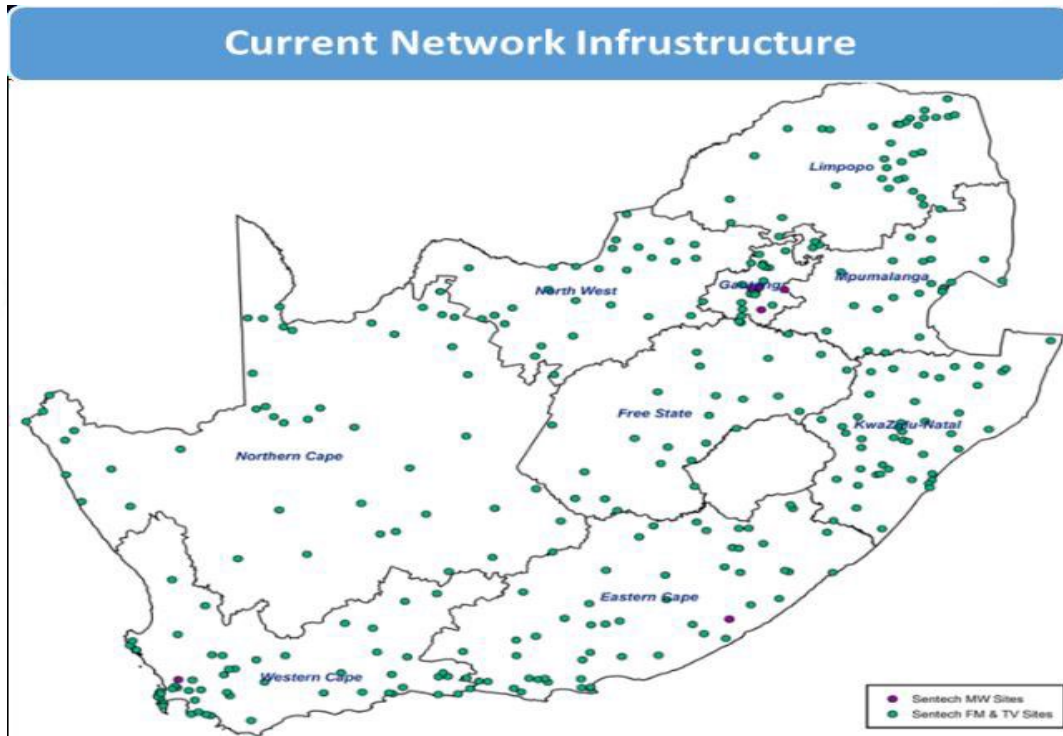 Current Network Infrustructure
Limpopo
Mpumalanga
North West
Gauteng
Free State
KwaZulu-Natal
Northern Cape
Eastern Cape
Western Cape
Sentech MW Sites
Sentech FM & TV Sites